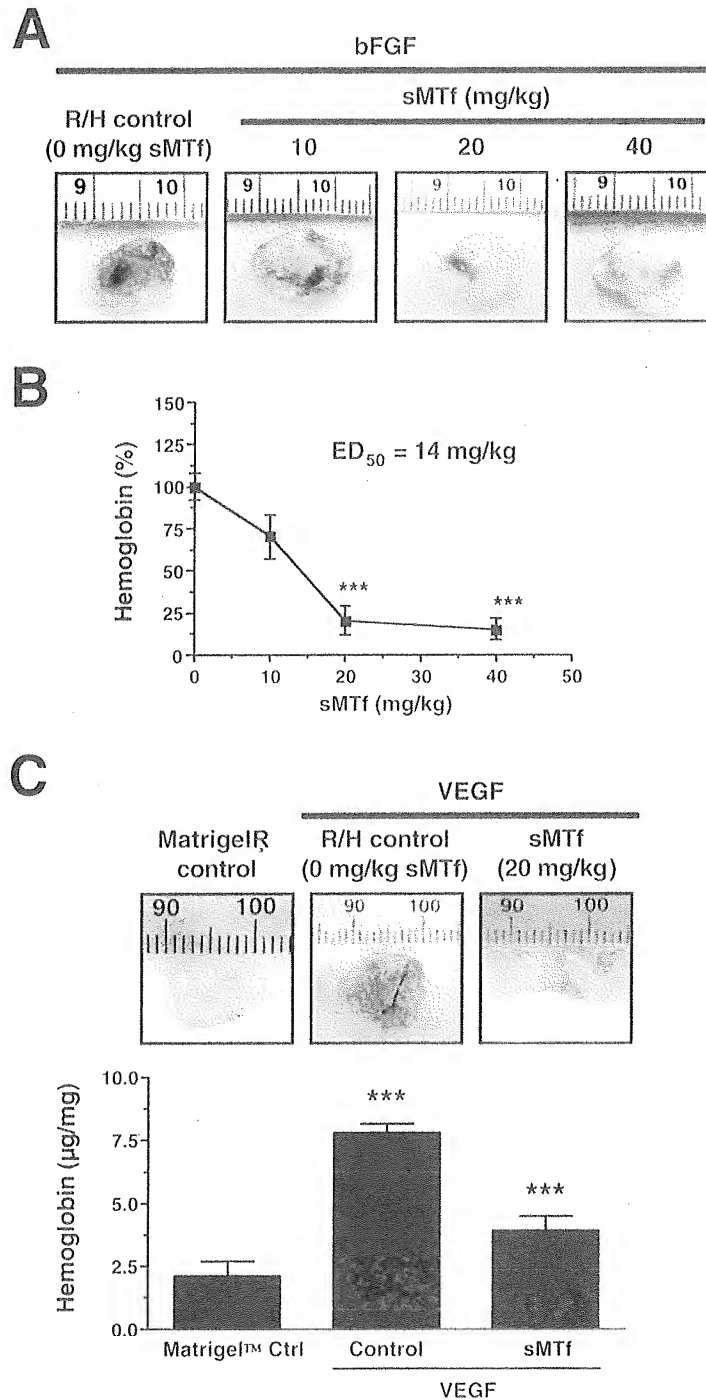 A
bFGF
sMTf (mg/kg)
R/H control
(0 mg/kg sMTf)
10
20
40
9 10
9 10
9 10
9 10
B
150
125
100
75
50
25
0
Hemoglobin (%)
ED50 = 14 mg/kg
***
***
0 10 20 30 40 50
sMTf (mg/kg)
C
VEGF
MatrigelŖ
control
R/H control
(0 mg/kg sMTf)
sMTf
(20 mg/kg)
90 100
90 100
90 100
10.0
7.5
5.0
2.5
0.0
Hemoglobin (µg/mg)
***
***
Matrigel™ Ctrl
Control
sMTf
VEGF